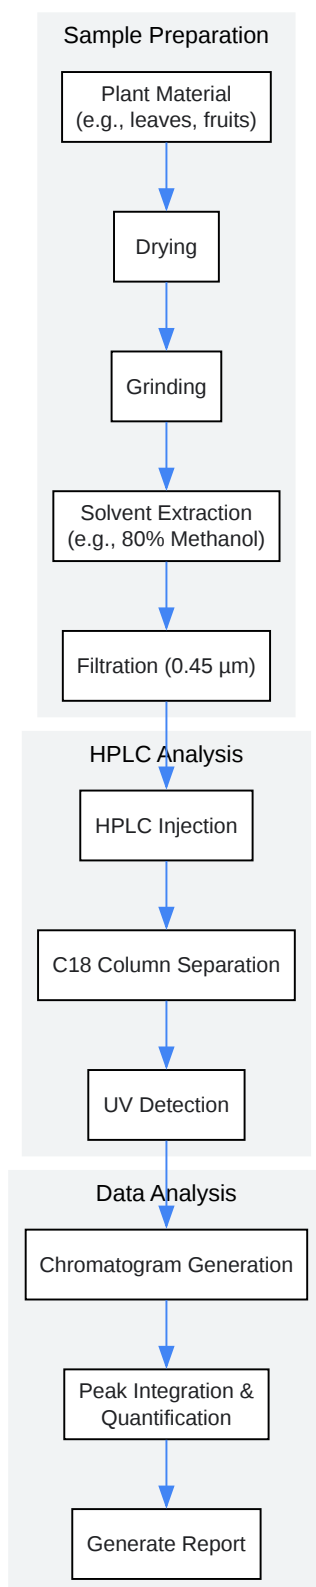 Sample Preparation
Plant Material
(e.g., leaves, fruits)
Drying
Grinding
Solvent Extraction
(e.g., 80% Methanol)
Filtration (0.45 µm)
HPLC Analysis
HPLC Injection
C18 Column Separation
UV Detection
Data Analysis
Chromatogram Generation
Peak Integration &
Quantification
Generate Report